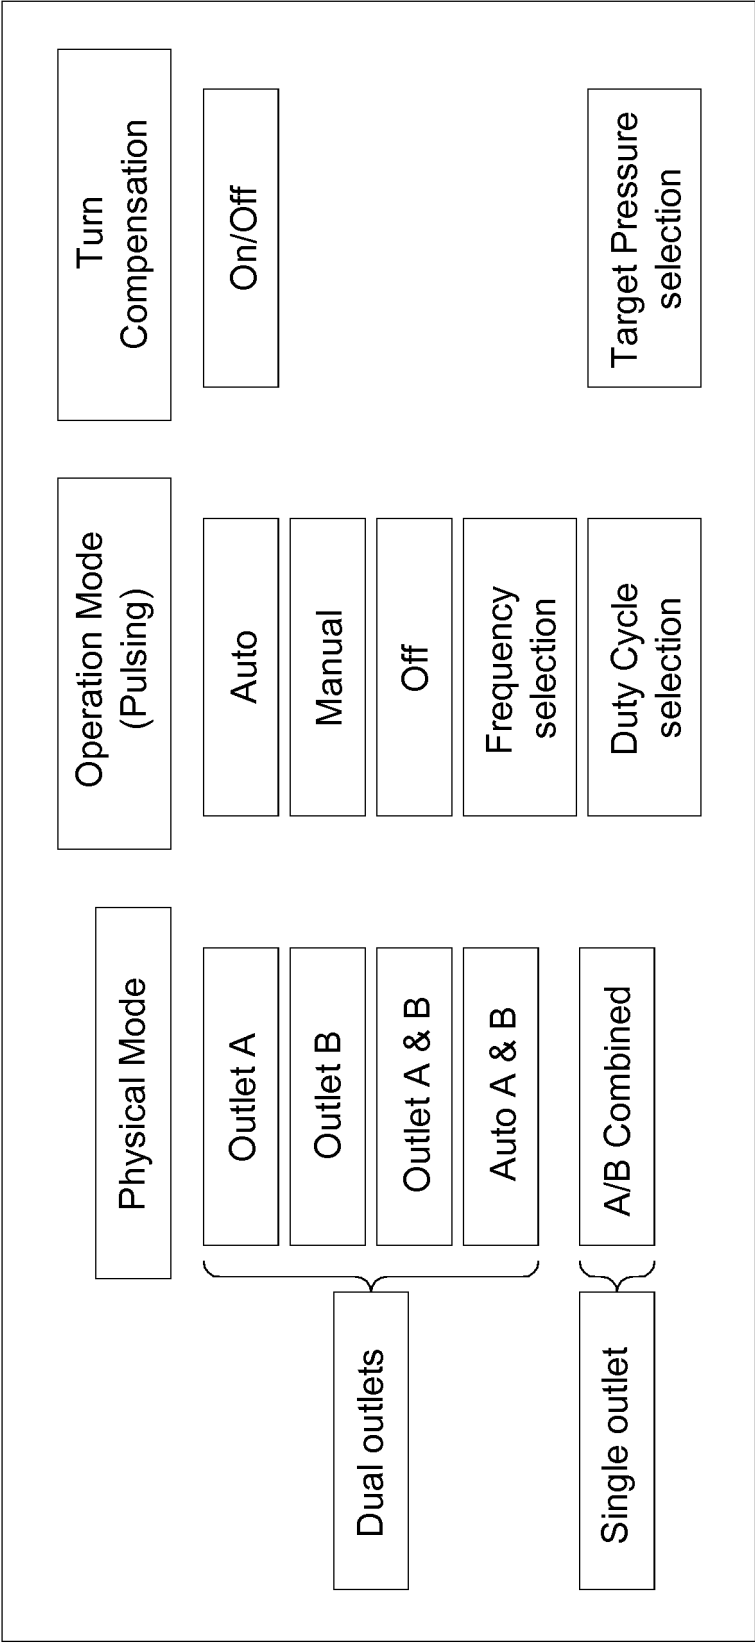 Physical Mode
Operation Mode
(Pulsing)
Turn
Compensation
Dual outlets
Outlet A
Outlet B
Outlet A & B
Auto A & B
Single outlet
A/B Combined
Auto
Manual
Off
Frequency
selection
Duty Cycle
selection
On/Off
Target Pressure
selection